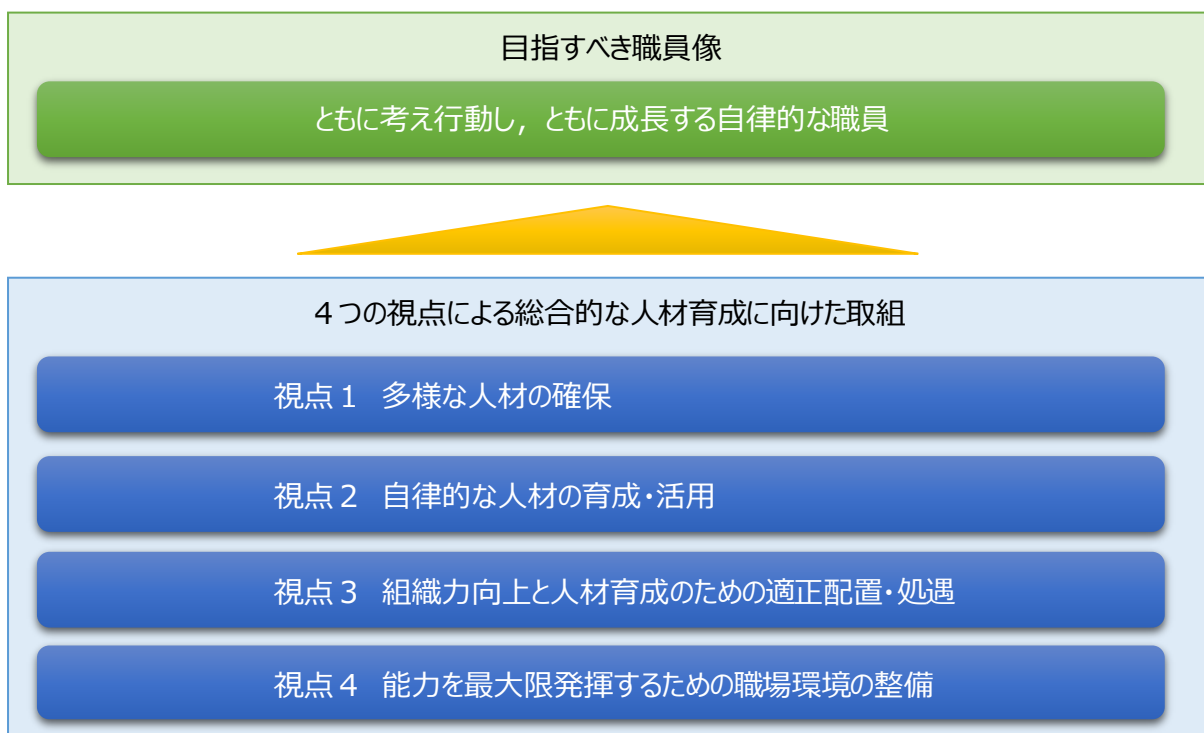 目指すべき職員像
ともに考え行動し，ともに成長する自律的な職員
４つの視点による総合的な人材育成に向けた取組
視点１　多様な人材の確保
視点２　自律的な人材の育成・活用
視点３　組織力向上と人材育成のための適正配置・処遇
視点４　能力を最大限発揮するための職場環境の整備